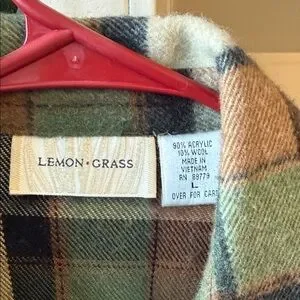 LEMON · GRASS
90% ACRYLIC
10% WOOL
MADE IN
VIETNAM
RN 89779
L
OVER FOR CARE